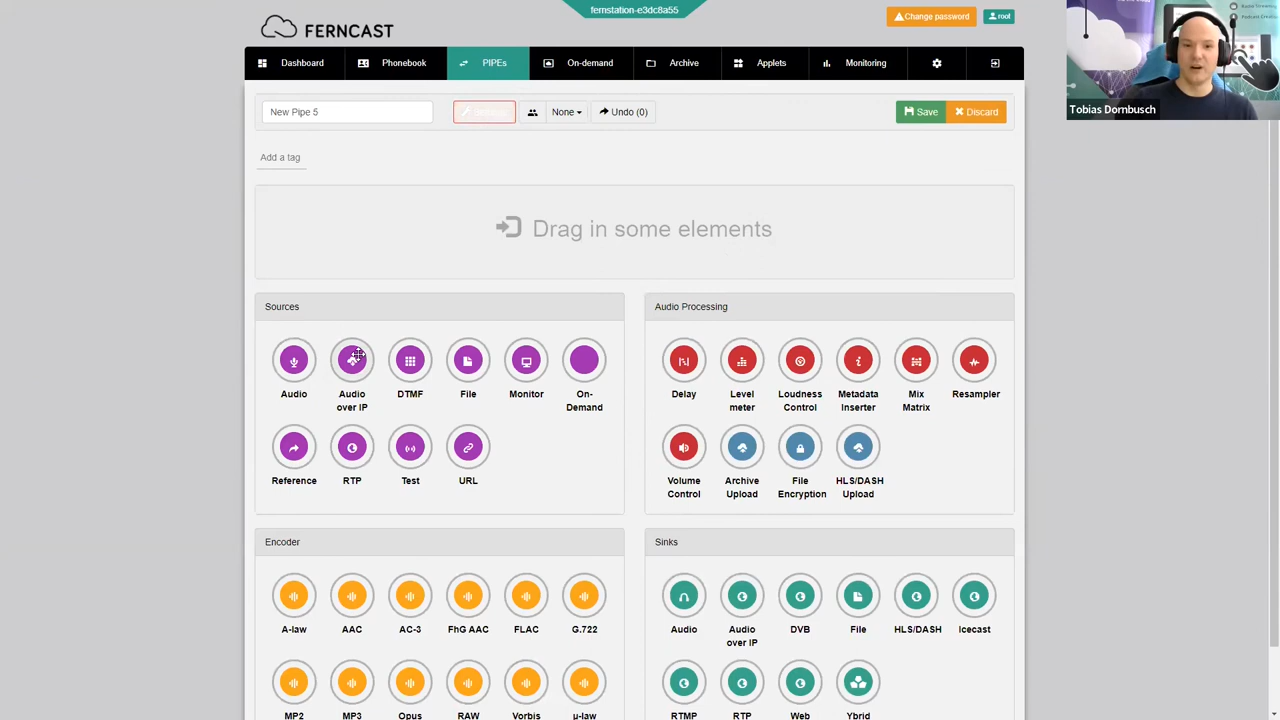 fernstation-e3dc8a55
FERNCAST
Change password
root
Dashboard
Phonebook
PIPEs
On-demand
Archive
Applets
Monitoring
New Pipe 5
None
Undo (0)
Save
Discard
Tobias Dornbusch
Add a tag
Drag in some elements
Sources
Audio
Audio
over IP
DTMF
File
Monitor
On-
Demand
Reference
RTP
Test
URL
Audio Processing
Delay
Level
meter
Loudness
Control
Metadata
Inserter
Mix
Matrix
Resampler
Volume
Control
Archive
Upload
File
Encryption
HLS/DASH
Upload
Encoder
A-law
AAC
AC-3
FhG AAC
FLAC
G.722
MP2
MP3
Opus
RAW
Vorbis
μ-law
Sinks
Audio
Audio
over IP
DVB
File
HLS/DASH
Icecast
RTMP
RTP
Web
Ybrid